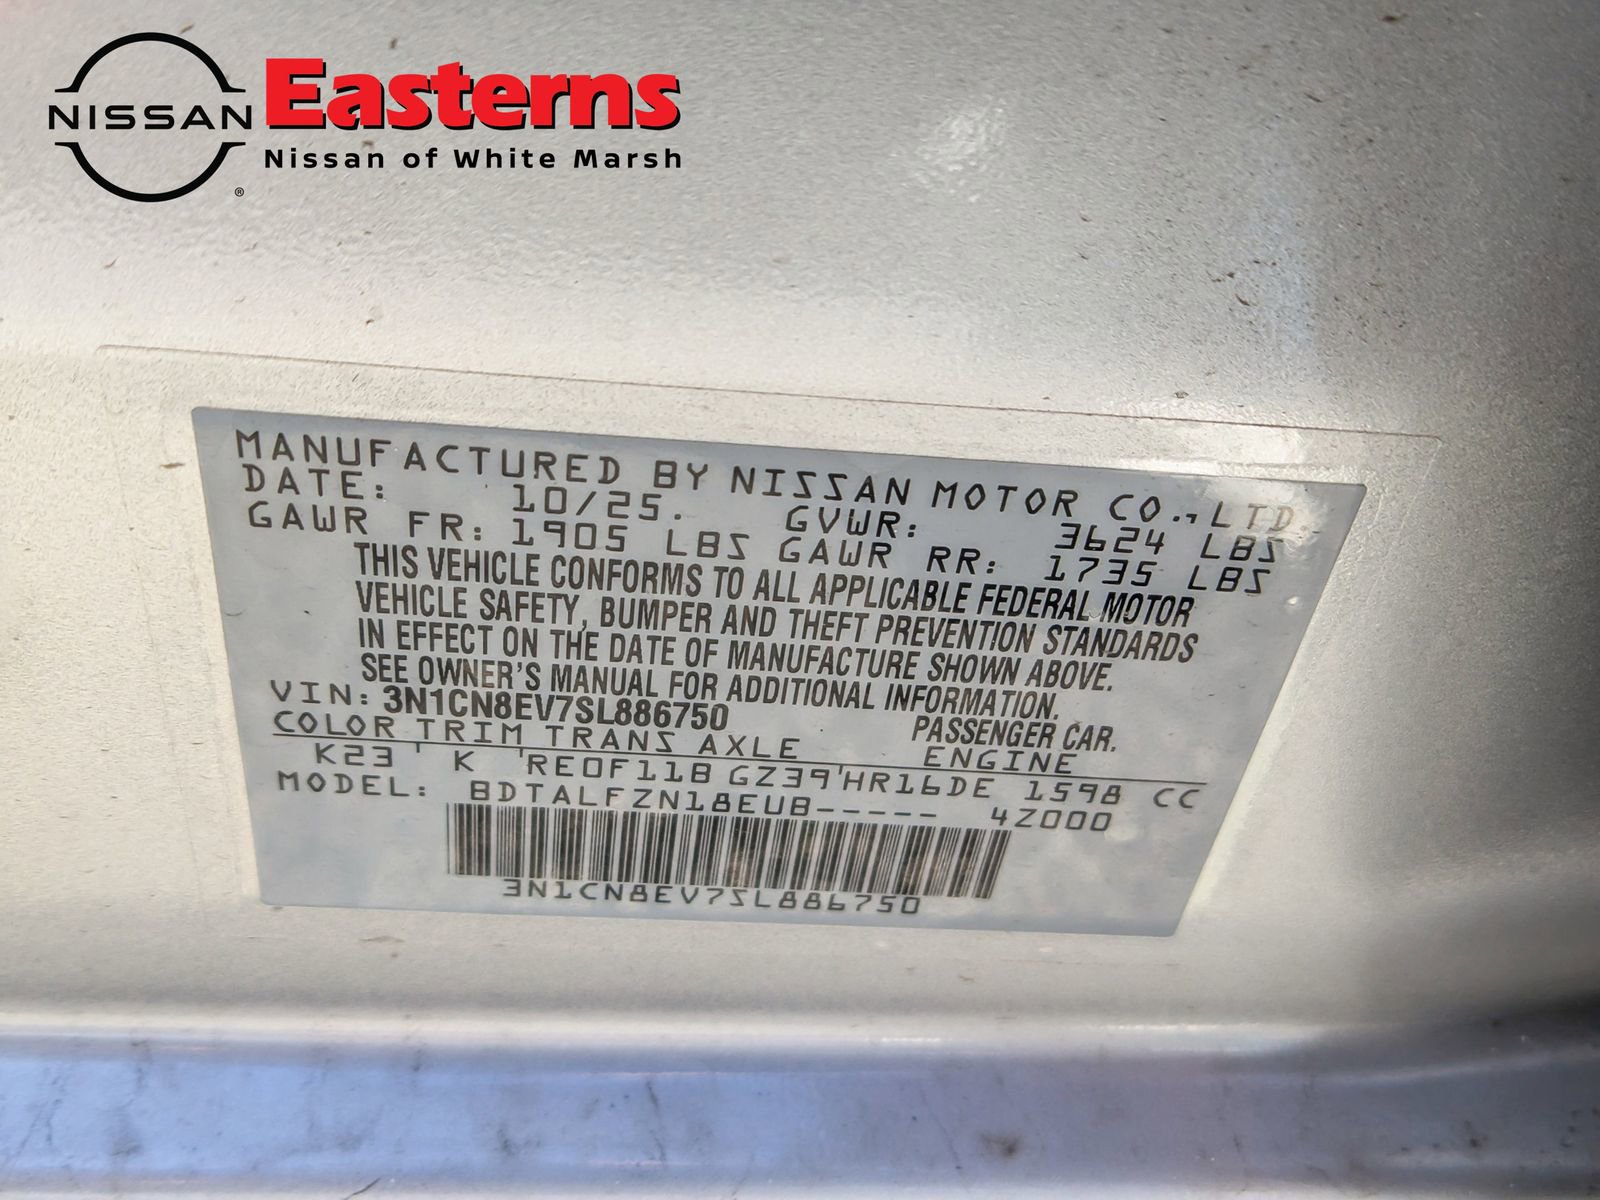 NISSAN
®
Easterns
Nissan of White Marsh
MANUFACTURED BY NISSAN MOTOR CO., LTD.
DATE: 10/25. GVWR: 3624 LBS
GAWR FR: 1905 LBS GAWR RR: 1735 LBS
THIS VEHICLE CONFORMS TO ALL APPLICABLE FEDERAL MOTOR
VEHICLE SAFETY, BUMPER AND THEFT PREVENTION STANDARDS
IN EFFECT ON THE DATE OF MANUFACTURE SHOWN ABOVE.
SEE OWNER'S MANUAL FOR ADDITIONAL INFORMATION.
VIN: 3N1CN8EV7SL886750 PASSENGER CAR.
COLOR TRIM TRANS AXLE ENGINE
K23 ' K 'RE0F11B GZ39'HR16DE 1598 CC
MODEL: BDTALFZN18EUB----- 4Z000
3N1CN8EV7SL886750